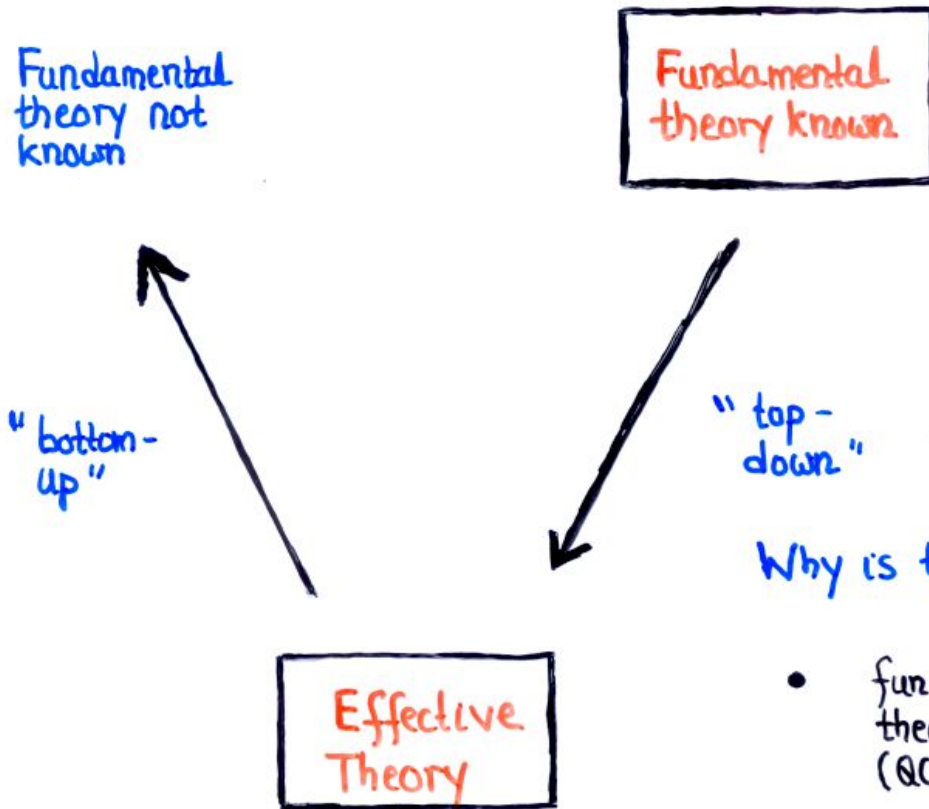 Fundamental
theory not
known
Fundamental
theory known
"bottom-
up"
"top-
down"
Why is
Effective
Theory
•